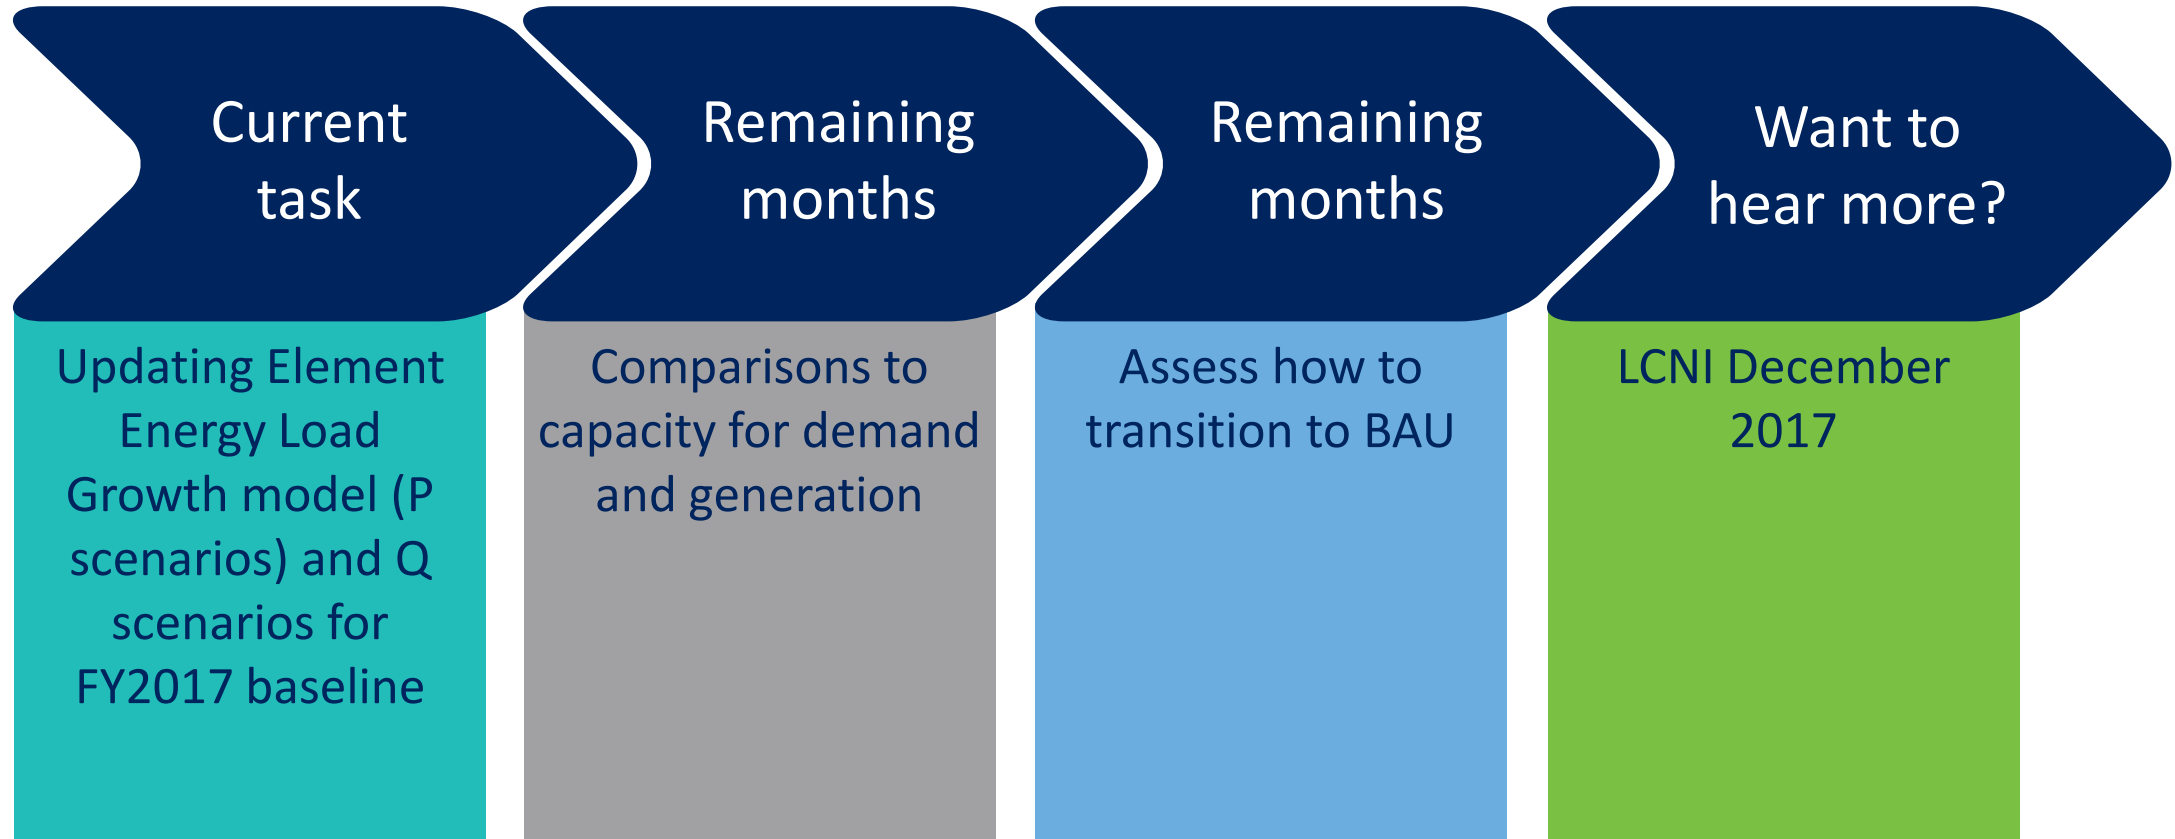 Current
task
Updating Element
Energy Load
Growth model (P
scenarios) and Q
scenarios for
FY2017 baseline
Remaining
months
Comparisons to
capacity for demand
and generation
Remaining
months
Assess how to
transition to BAU
Want to
hear more?
LCNI December
2017